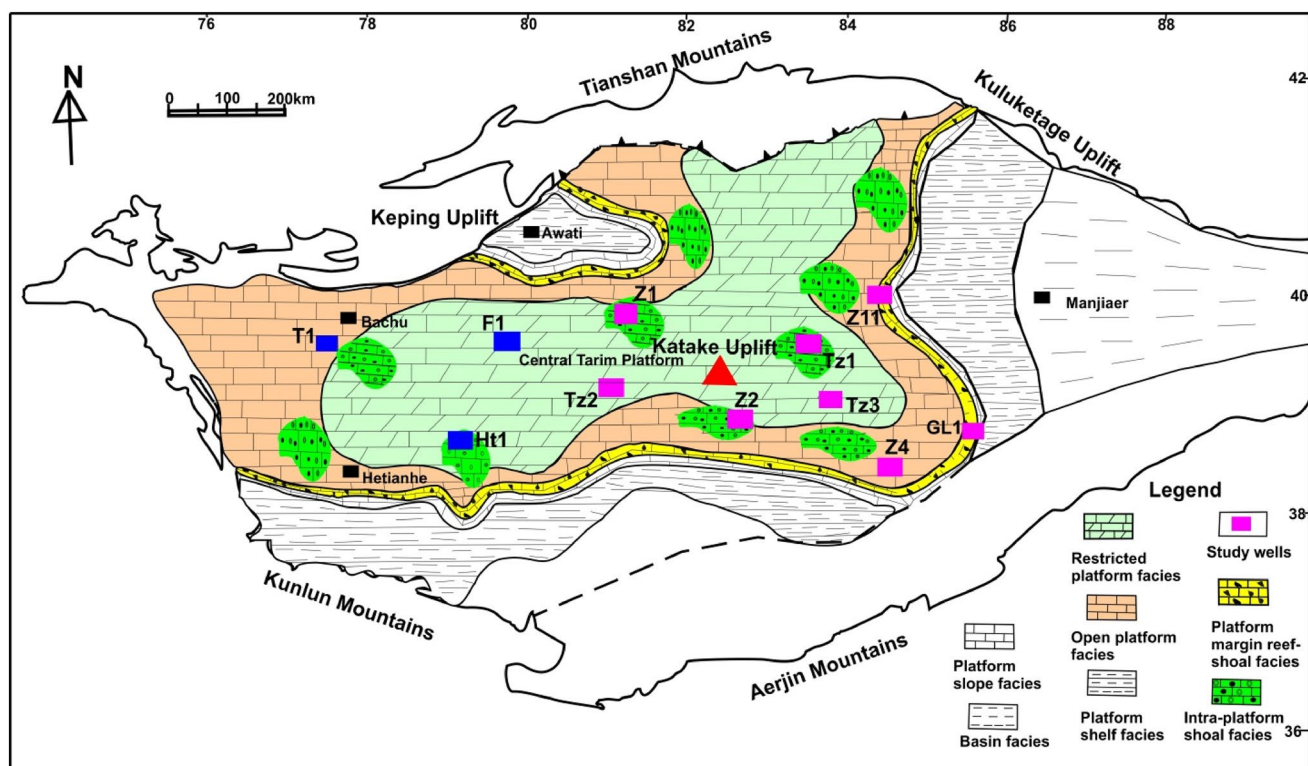 76
78
80
82
84
86
88
Tianshan Mountains
42
N
0 100 200km
Kuluketage Uplift
Keping Uplift
Awati
Manjiaer
40
Bachu
T1
F1
Z1
Z11
Katake Uplift
Central Tarim Platform
Tz1
Tz2
Z2
Tz3
GL1
Ht1
Z4
Hetianhe
Legend
38
Restricted
platform facies
Study wells
Open platform
facies
Platform
margin reef-
shoal facies
Platform
slope facies
Platform
shelf facies
Intra-platform
shoal facies
Basin facies
Kunlun Mountains
Aerjin Mountains
36